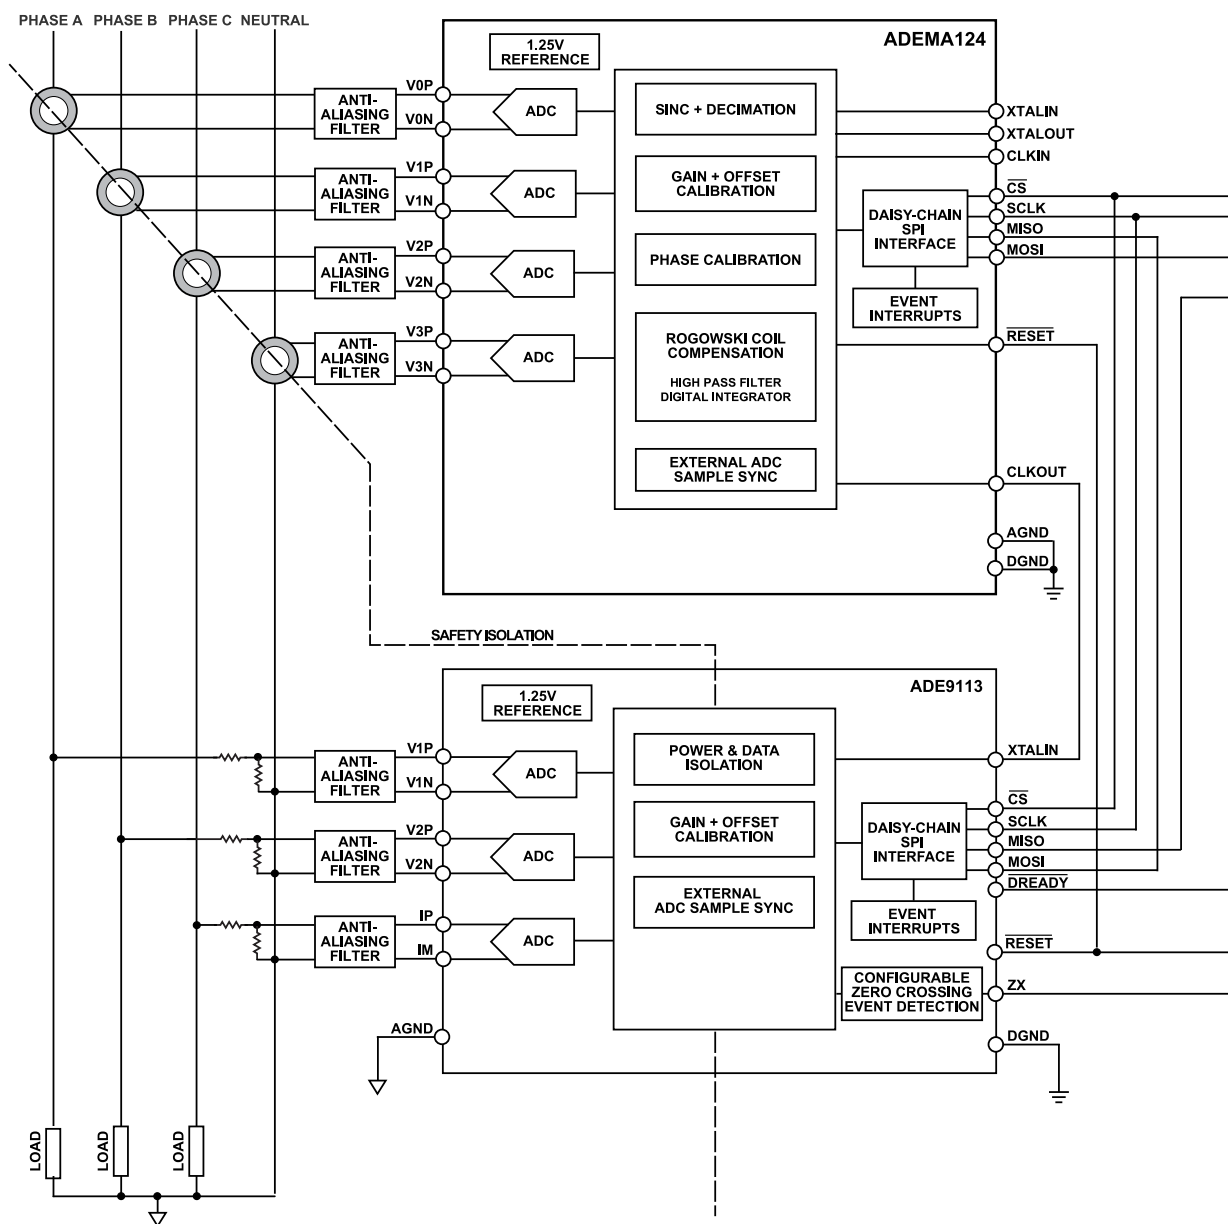 PHASE A PHASE B PHASE C NEUTRAL
ADEMA124
1.25V
REFERENCE
ANTI-
ALIASING
FILTER
V0P
V0N
ADC
ANTI-
ALIASING
FILTER
V1P
V1N
ADC
ANTI-
ALIASING
FILTER
V2P
V2N
ADC
ANTI-
ALIASING
FILTER
V3P
V3N
ADC
SINC + DECIMATION
GAIN + OFFSET
CALIBRATION
PHASE CALIBRATION
ROGOWSKI COIL
COMPENSATION
HIGH PASS FILTER
DIGITAL INTEGRATOR
EXTERNAL ADC
SAMPLE SYNC
DAISY-CHAIN
SPI
INTERFACE
EVENT
INTERRUPTS
XTALIN
XTALOUT
CLKIN
CS
SCLK
MISO
MOSI
RESET
CLKOUT
AGND
DGND
SAFETY ISOLATION
ADE9113
1.25V
REFERENCE
ANTI-
ALIASING
FILTER
V1P
V1N
ADC
ANTI-
ALIASING
FILTER
V2P
V2N
ADC
ANTI-
ALIASING
FILTER
IP
IM
ADC
AGND
POWER & DATA
ISOLATION
GAIN + OFFSET
CALIBRATION
EXTERNAL
ADC SAMPLE SYNC
DAISY-CHAIN
SPI
INTERFACE
EVENT
INTERRUPTS
CONFIGURABLE
ZERO CROSSING
EVENT DETECTION
XTALIN
CS
SCLK
MISO
MOSI
DREADY
RESET
ZX
DGND
LOAD
LOAD
LOAD